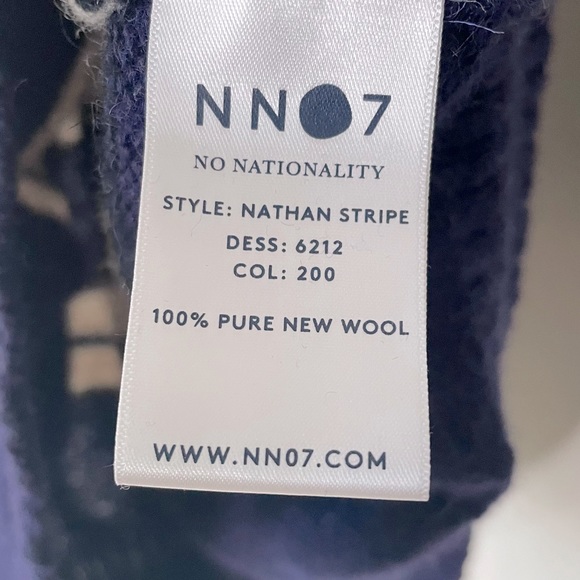 NN07
NO NATIONALITY
STYLE: NATHAN STRIPE
DESS: 6212
COL: 200
100% PURE NEW WOOL
WWW.NN07.COM